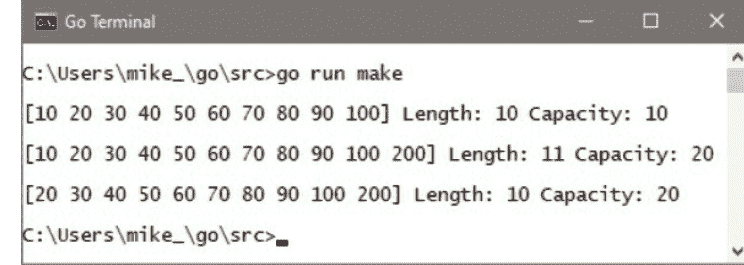 Go Terminal
C:\Users\mike_\go\src>go run make
[10 20 30 40 50 60 70 80 90 100] Length: 10 Capacity: 10
[10 20 30 40 50 60 70 80 90 100 200] Length: 11 Capacity: 20
[20 30 40 50 60 70 80 90 100 200] Length: 10 Capacity: 20
C:\Users\mike_\go\src>